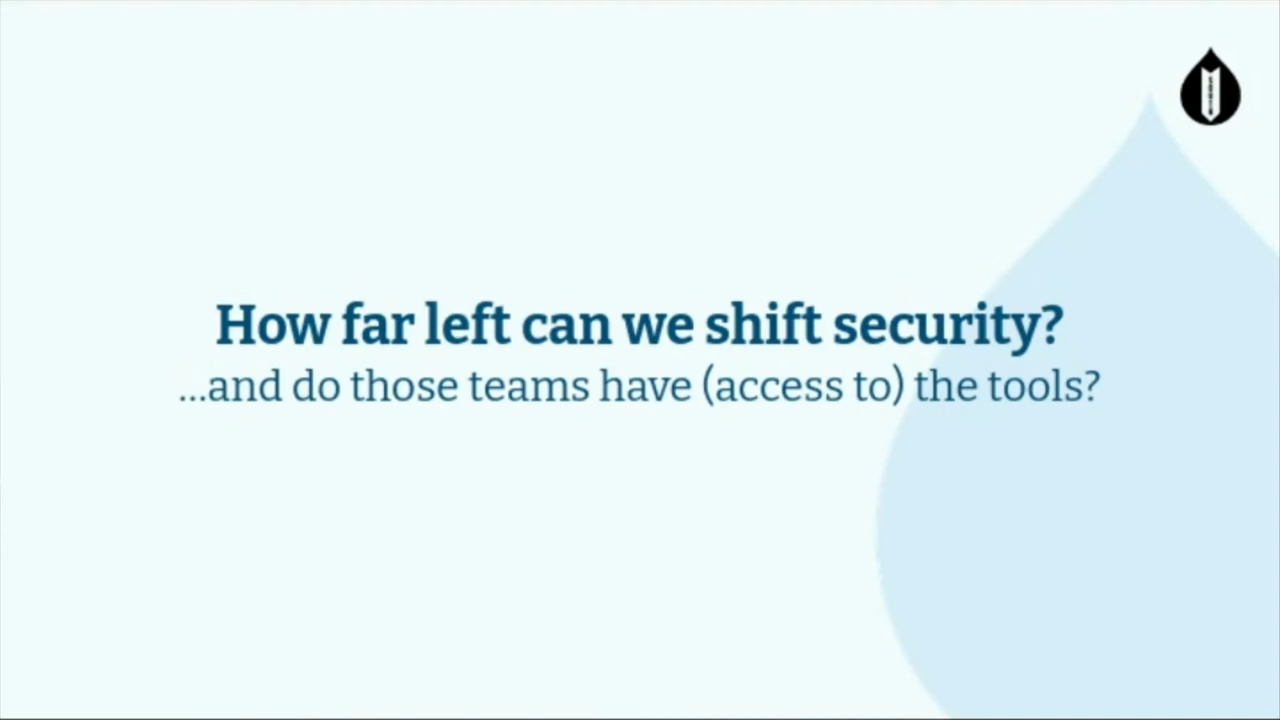 How far left can we shift security?
...and do those teams have (access to) the tools?